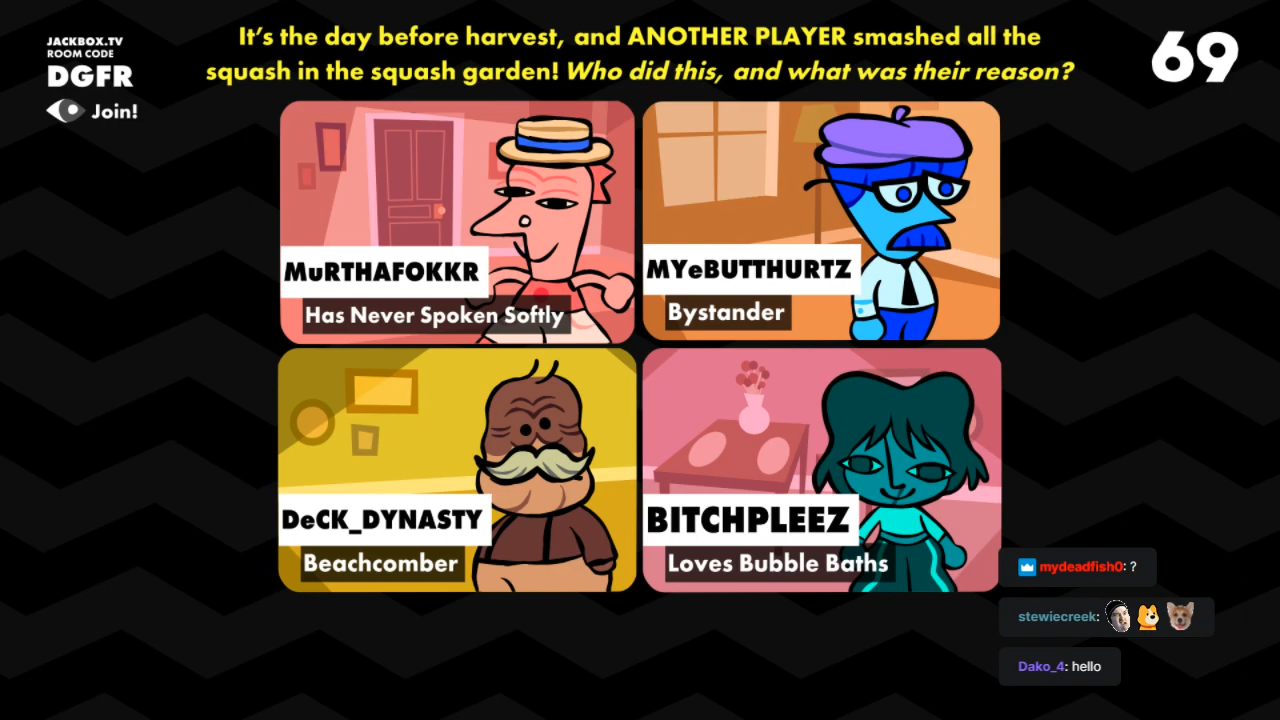 JACKBOX.TV
ROOM CODE
DGFR
Join!
It's the day before harvest, and ANOTHER PLAYER smashed all the
squash in the squash garden! Who did this, and what was their reason?
69
MuRTHAFOKKR
Has Never Spoken Softly
MYeBUTTHURTZ
Bystander
DeCK_DYNASTY
Beachcomber
BITCHPLEEZ
Loves Bubble Baths
mydeadfish0: ?
stewiecreek:
Dako_4: hello